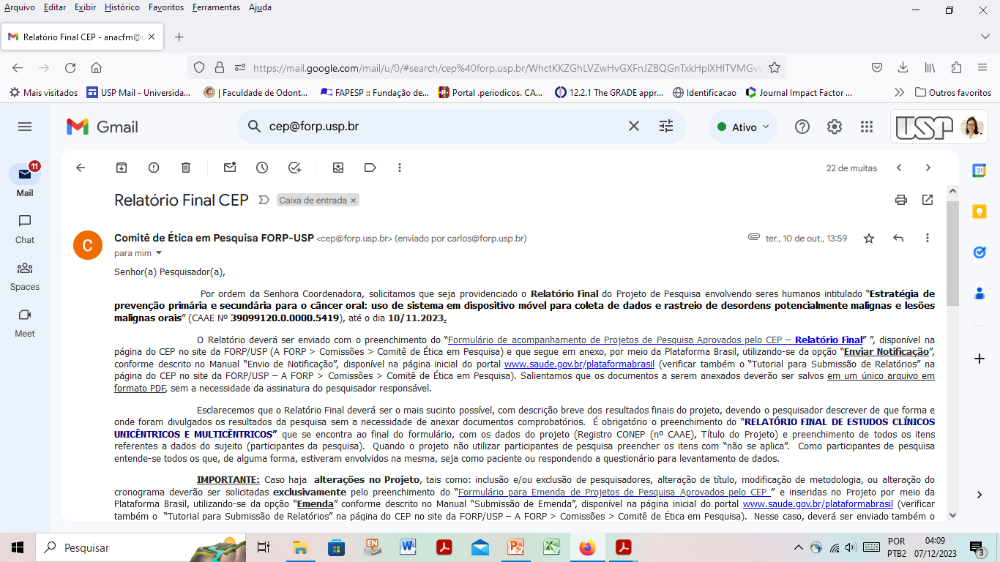 Arquivo Editar Exibir Histórico Favoritos Ferramentas Ajuda
Relatório Final CEP - anacfm@u
https://mail.google.com/mail/u/0/#search/cep%40forp.usp.br/WhctKKZGhLVZwHvGXFnJZBQGnTxkHplXHlTVMGvv
Mais visitados USP Mail - Universida... | Faculdade de Odont... FAPESP :: Fundação de... Portal .periodicos. CA... 12.2.1 The GRADE appr... Identificacao Journal Impact Factor ... Outros favoritos
Gmail cep@forp.usp.br Ativo USP
11
Mail
Chat
Spaces
Meet
31
22 de muitas
Relatório Final CEP Caixa de entrada ×
C
Comitê de Ética em Pesquisa FORP-USP <cep@forp.usp.br> (enviado por carlos@forp.usp.br) ter., 10 de out., 13:59
para mim
Senhor(a) Pesquisador(a),
Por ordem da Senhora Coordenadora, solicitamos que seja providenciado o Relatório Final do Projeto de Pesquisa envolvendo seres humanos intitulado “Estratégia de
prevenção primária e secundária para o câncer oral: uso de sistema em dispositivo móvel para coleta de dados e rastreio de desordens potencialmente malignas e lesões
malignas orais” (CAAE Nº 39099120.0.0000.5419), até o dia 10/11.2023.
O Relatório deverá ser enviado com o preenchimento do “Formulário de acompanhamento de Projetos de Pesquisa Aprovados pelo CEP – Relatório Final” ”, disponível na
página do CEP no site da FORP/USP (A FORP > Comissões > Comitê de Ética em Pesquisa) e que segue em anexo, por meio da Plataforma Brasil, utilizando-se da opção “Enviar Notificação”,
conforme descrito no Manual “Envio de Notificação”, disponível na página inicial do portal www.saude.gov.br/plataformabrasil (verificar também o “Tutorial para Submissão de Relatórios” na
página do CEP no site da FORP/USP – A FORP > Comissões > Comitê de Ética em Pesquisa). Salientamos que os documentos a serem anexados deverão ser salvos em um único arquivo em
formato PDF, sem a necessidade da assinatura do pesquisador responsável.
Esclarecemos que o Relatório Final deverá ser o mais sucinto possível, com descrição breve dos resultados finais do projeto, devendo o pesquisador descrever de que forma e
onde foram divulgados os resultados da pesquisa sem a necessidade de anexar documentos comprobatórios. É obrigatório o preenchimento do “RELATÓRIO FINAL DE ESTUDOS CLÍNICOS
UNICÊNTRICOS E MULTICÊNTRICOS” que se encontra ao final do formulário, com os dados do projeto (Registro CONEP (nº CAAE), Título do Projeto) e preenchimento de todos os itens
referentes a dados do sujeito (participantes da pesquisa). Quando o projeto não utilizar participantes de pesquisa preencher os itens com “não se aplica”. Como participantes de pesquisa
entende-se todos os que, de alguma forma, estiveram envolvidos na mesma, seja como paciente ou respondendo a questionário para levantamento de dados.
IMPORTANTE: Caso haja alterações no Projeto, tais como: inclusão e/ou exclusão de pesquisadores, alteração de título, modificação de metodologia, ou alteração do
cronograma deverão ser solicitadas exclusivamente pelo preenchimento do “Formulário para Emenda de Projetos de Pesquisa Aprovados pelo CEP ” e inseridas no Projeto por meio da
Plataforma Brasil, utilizando-se da opção “Emenda” conforme descrito no Manual “Submissão de Emenda”, disponível na página inicial do portal www.saude.gov.br/plataformabrasil (verificar
também o “Tutorial para Submissão de Relatórios” na página do CEP no site da FORP/USP – A FORP > Comissões > Comitê de Ética em Pesquisa). Nesse caso, deverá ser enviado também o
Pesquisar EN POR 04:09
PTB2 07/12/2023 3